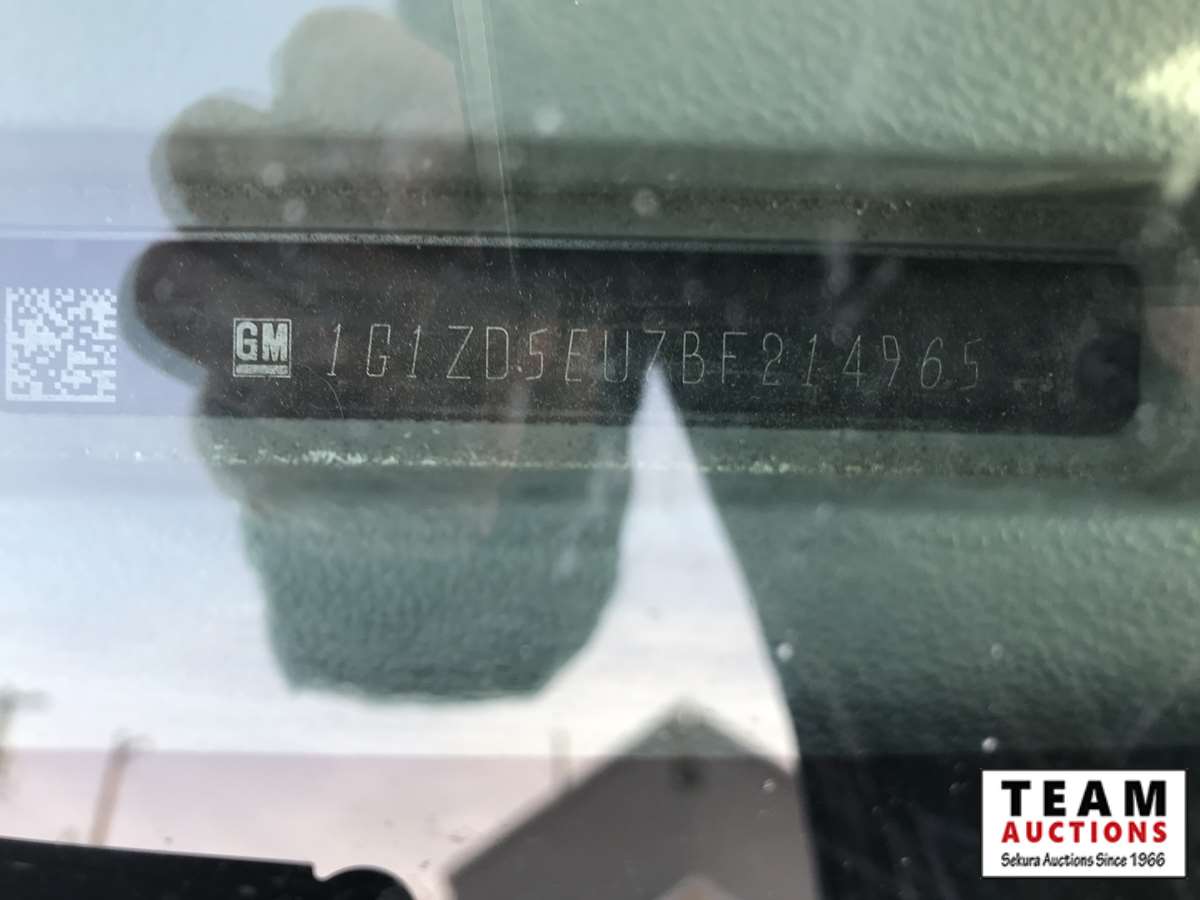 GM 1G1ZD5EU7BF214965
TEAM
AUCTIONS
Sekura Auctions Since 1966